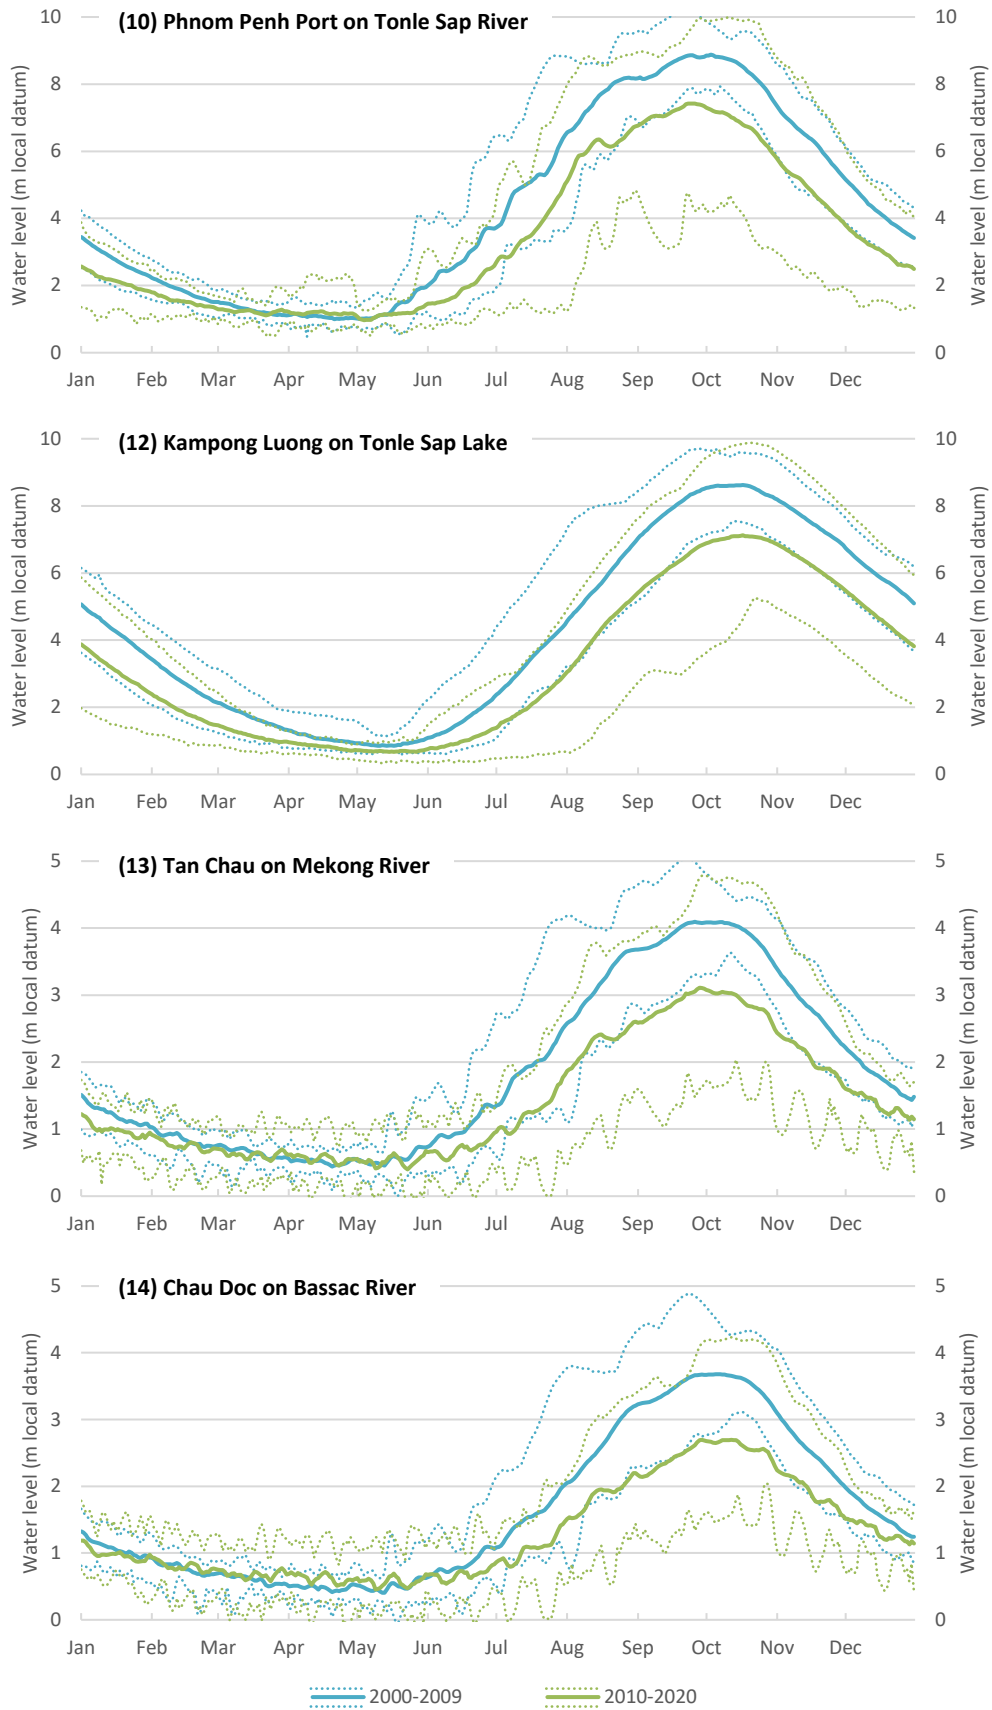 (10) Phnom Penh Port on Tonle Sap River
Water level (m local datum)
10 8 6 4 2 0
10 8 6 4 2 0
Water level (m local datum)
Jan Feb Mar Apr May Jun Jul Aug Sep Oct Nov Dec
(12) Kampong Luong on Tonle Sap Lake
Water level (m local datum)
10 8 6 4 2 0
10 8 6 4 2 0
Water level (m local datum)
Jan Feb Mar Apr May Jun Jul Aug Sep Oct Nov Dec
(13) Tan Chau on Mekong River
Water level (m local datum)
5 4 3 2 1 0
5 4 3 2 1 0
Water level (m local datum)
Jan Feb Mar Apr May Jun Jul Aug Sep Oct Nov Dec
(14) Chau Doc on Bassac River
Water level (m local datum)
5 4 3 2 1 0
5 4 3 2 1 0
Water level (m local datum)
Jan Feb Mar Apr May Jun Jul Aug Sep Oct Nov Dec
2000-2009 2010-2020